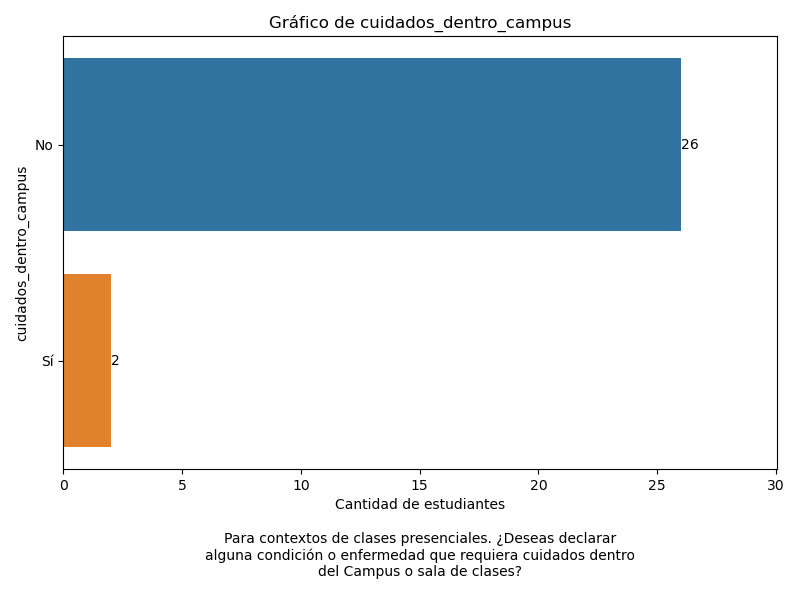 Gráfico de cuidados_dentro_campus
cuidados_dentro_campus
No
26
Sí
2
0 5 10 15 20 25 30
Cantidad de estudiantes
Para contextos de clases presenciales. ¿Deseas declarar
alguna condición o enfermedad que requiera cuidados dentro
del Campus o sala de clases?